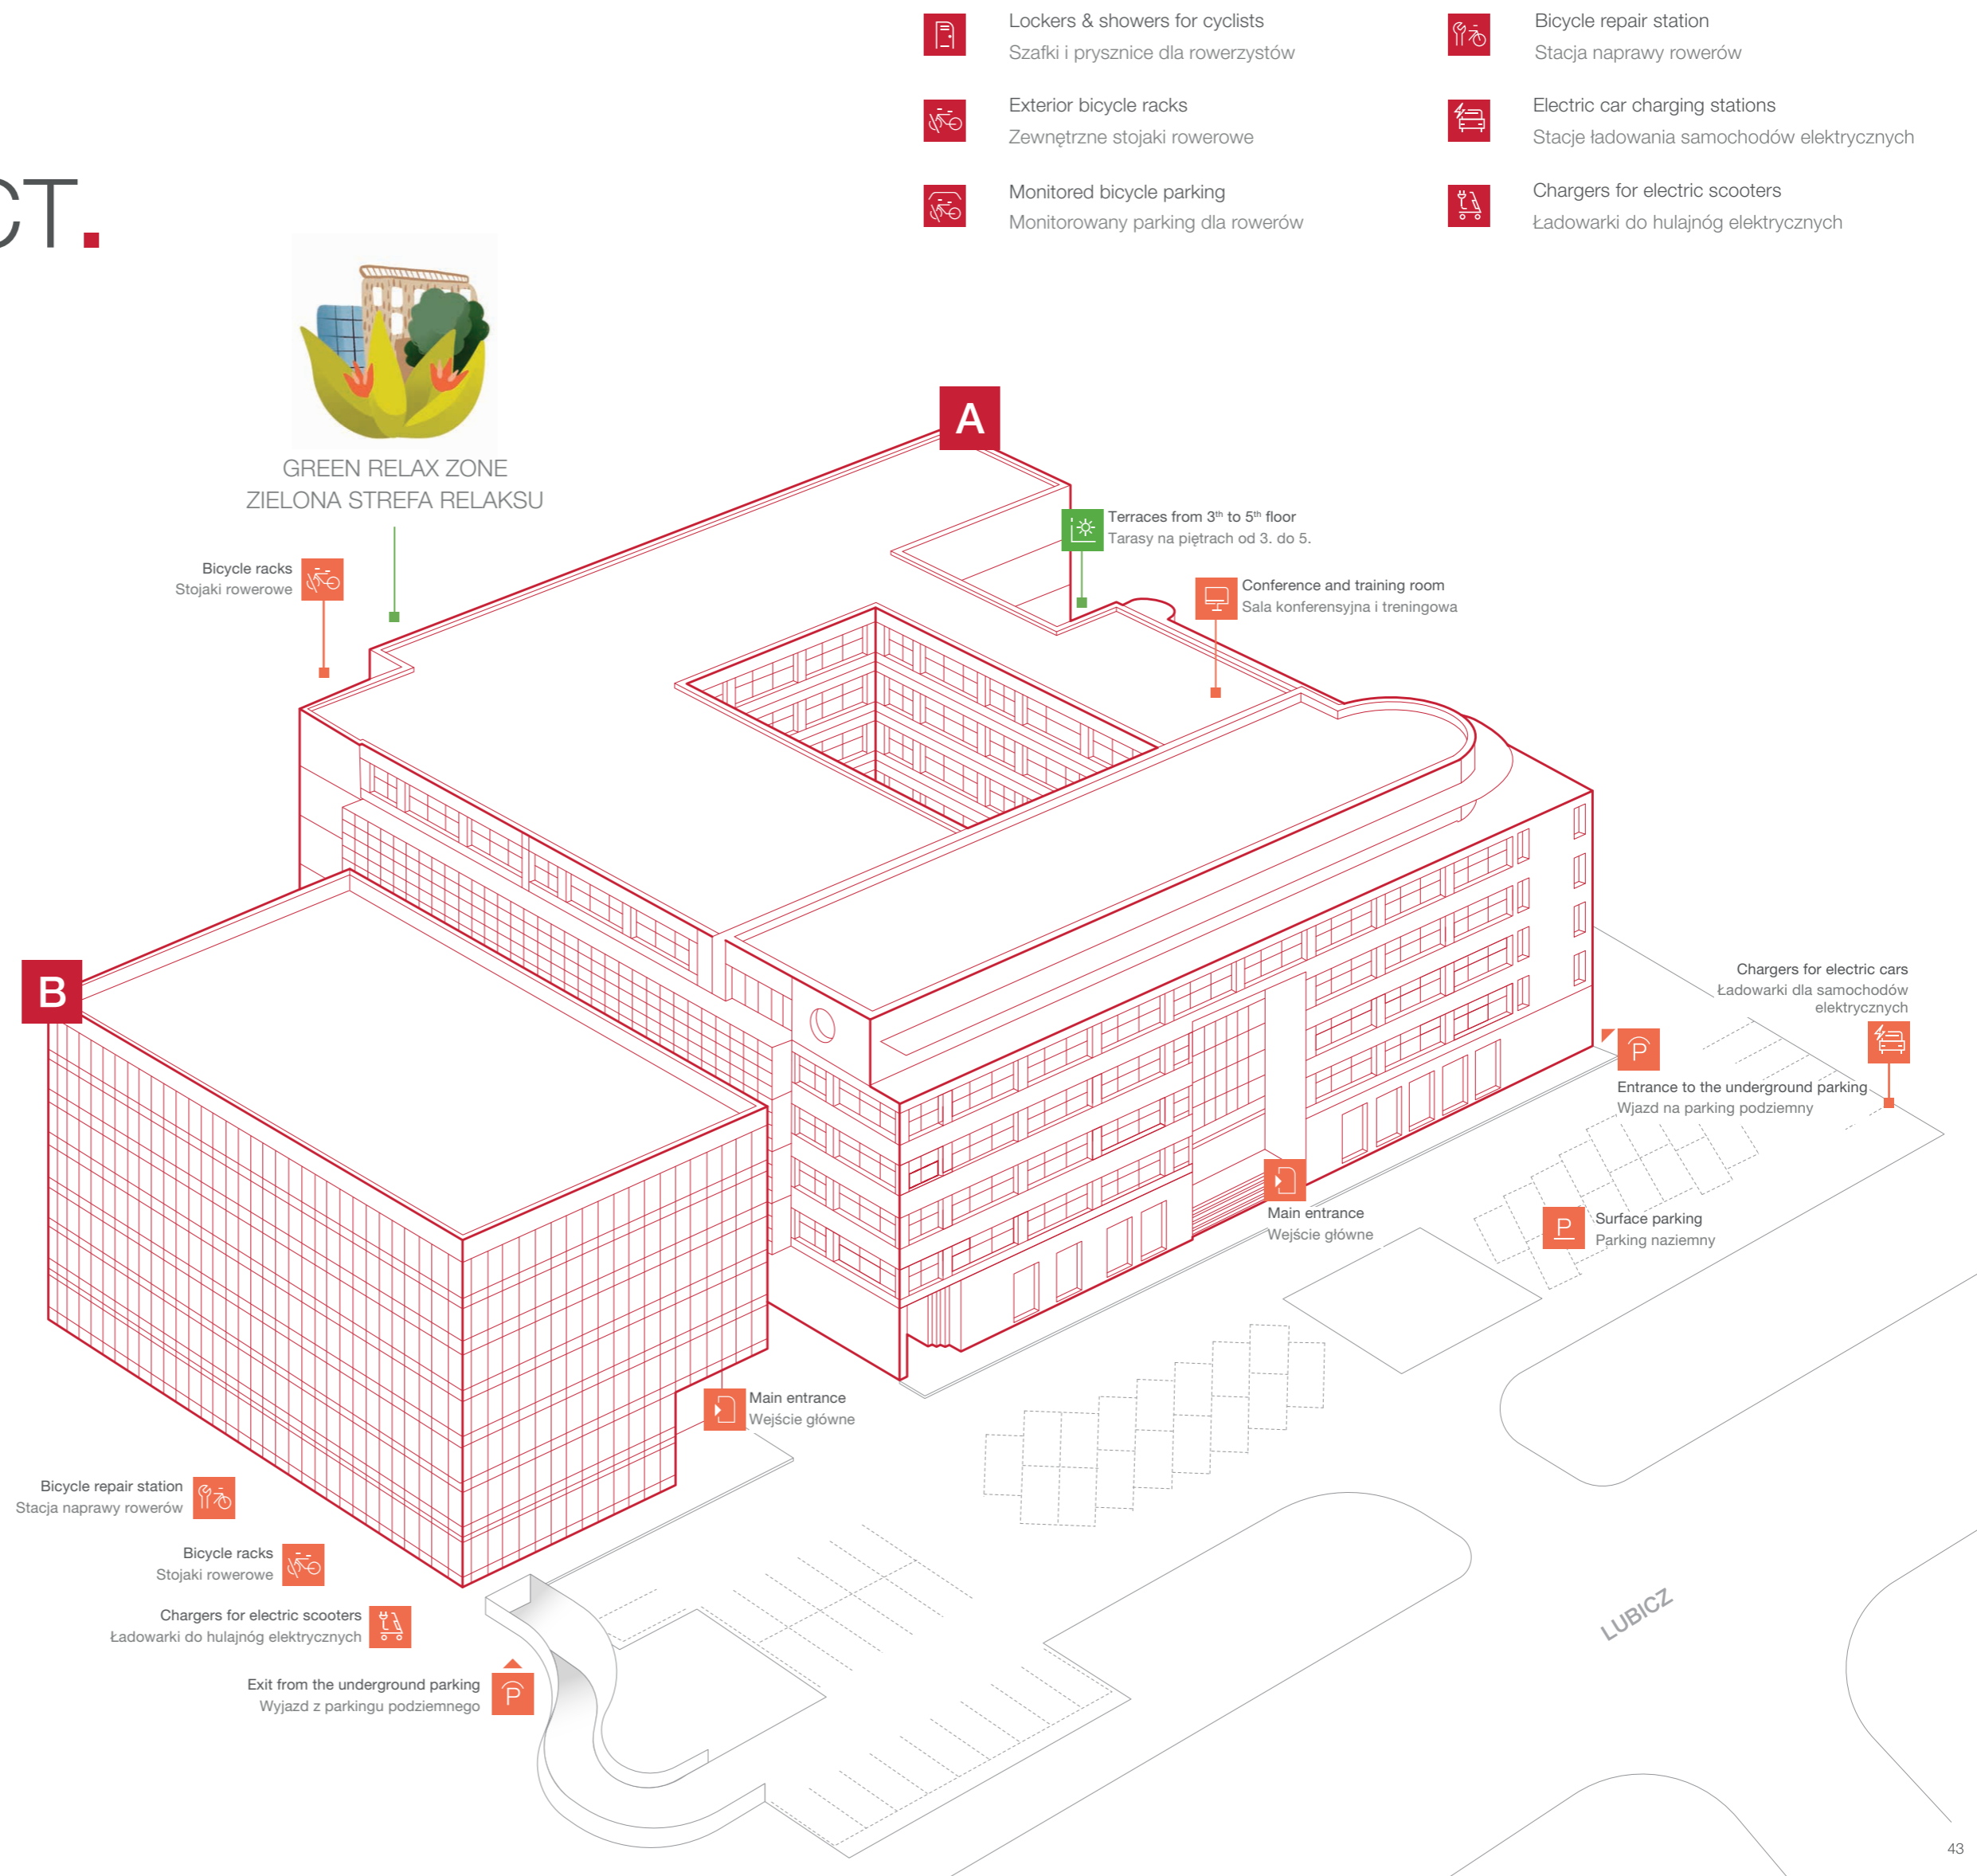 CT.
Lockers & showers for cyclists
Szafki i prysznice dla rowerzystów
Bicycle repair station
Stacja naprawy rowerów
Exterior bicycle racks
Zewnętrzne stojaki rowerowe
Electric car charging stations
Stacje ładowania samochodów elektrycznych
Monitored bicycle parking
Monitorowany parking dla rowerów
Chargers for electric scooters
Ładowarki do hulajnóg elektrycznych
GREEN RELAX ZONE
ZIELONA STREFA RELAKSU
A
Terraces from 3th to 5th floor
Tarasy na piętrach od 3. do 5.
Bicycle racks
Stojaki rowerowe
Conference and training room
Sala konferensyjna i treningowa
B
Chargers for electric cars
Ładowarki dla samochodów
elektrycznych
P
Entrance to the underground parking
Wjazd na parking podziemny
Main entrance
Wejście główne
P
Surface parking
Parking naziemny
Main entrance
Wejście główne
Bicycle repair station
Stacja naprawy rowerów
Bicycle racks
Stojaki rowerowe
Chargers for electric scooters
Ładowarki do hulajnóg elektrycznych
Exit from the underground parking
Wyjazd z parkingu podziemnego
P
LUBICZ
43